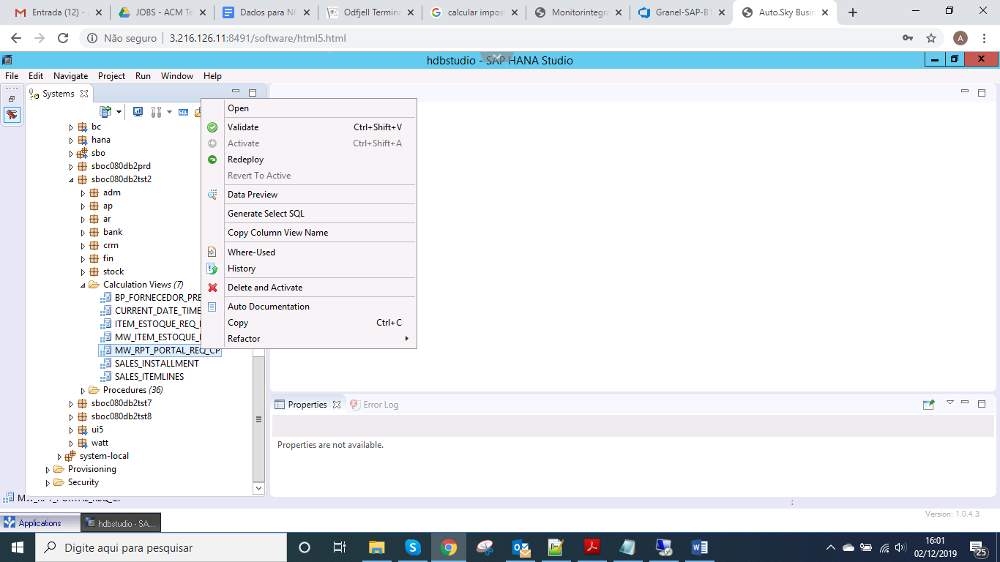 Entrada (12) - A
JOBS - ACM Te
Dados para NF
Odfjell Termina
calcular impost
Monitorintegra
Granel-SAP-B1
Auto.Sky Busin
Não seguro
3.216.126.11:8491/software/html5.html
A
hdbstudio - SAP HANA Studio
File Edit Navigate Project Run Window Help
Systems
SQL
bc
hana
sbo
sboc080db2prd
sboc080db2tst2
adm
ap
ar
bank
crm
fin
stock
Calculation Views (7)
BP_FORNECEDOR_PRE
CURRENT_DATE_TIME
ITEM_ESTOQUE_REQ_
MW_ITEM_ESTOQUE_
MW_RPT_PORTAL_REQ_CP
SALES_INSTALLMENT
SALES_ITEMLINES
Procedures (36)
sboc080db2tst7
sboc080db2tst8
ui5
watt
system-local
Provisioning
Security
Open
Validate Ctrl+Shift+V
Activate Ctrl+Shift+A
Redeploy
Revert To Active
Data Preview
Generate Select SQL
Copy Column View Name
Where-Used
History
Delete and Activate
Auto Documentation
Copy Ctrl+C
Refactor
Properties
Error Log
Properties are not available.
MW_RPT_PORTAL_REQ_CP
Version: 1.0.4.3
Applications
hdbstudio - SA...
Digite aqui para pesquisar
16:01
02/12/2019
25